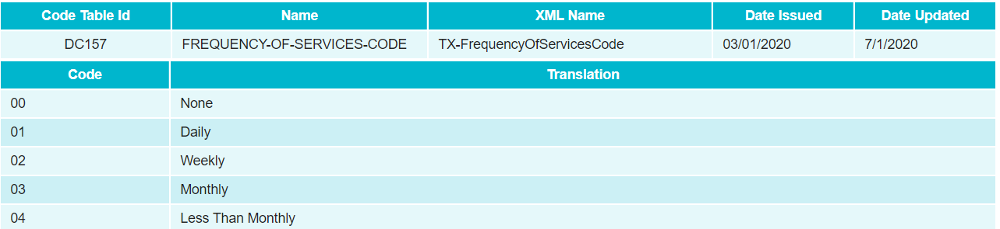 Code Table Id Name XML Name Date Issued Date Updated
DC157 FREQUENCY-OF-SERVICES-CODE TX-FrequencyOfServicesCode 03/01/2020 7/1/2020
Code Translation
00 None
01 Daily
02 Weekly
03 Monthly
04 Less Than Monthly